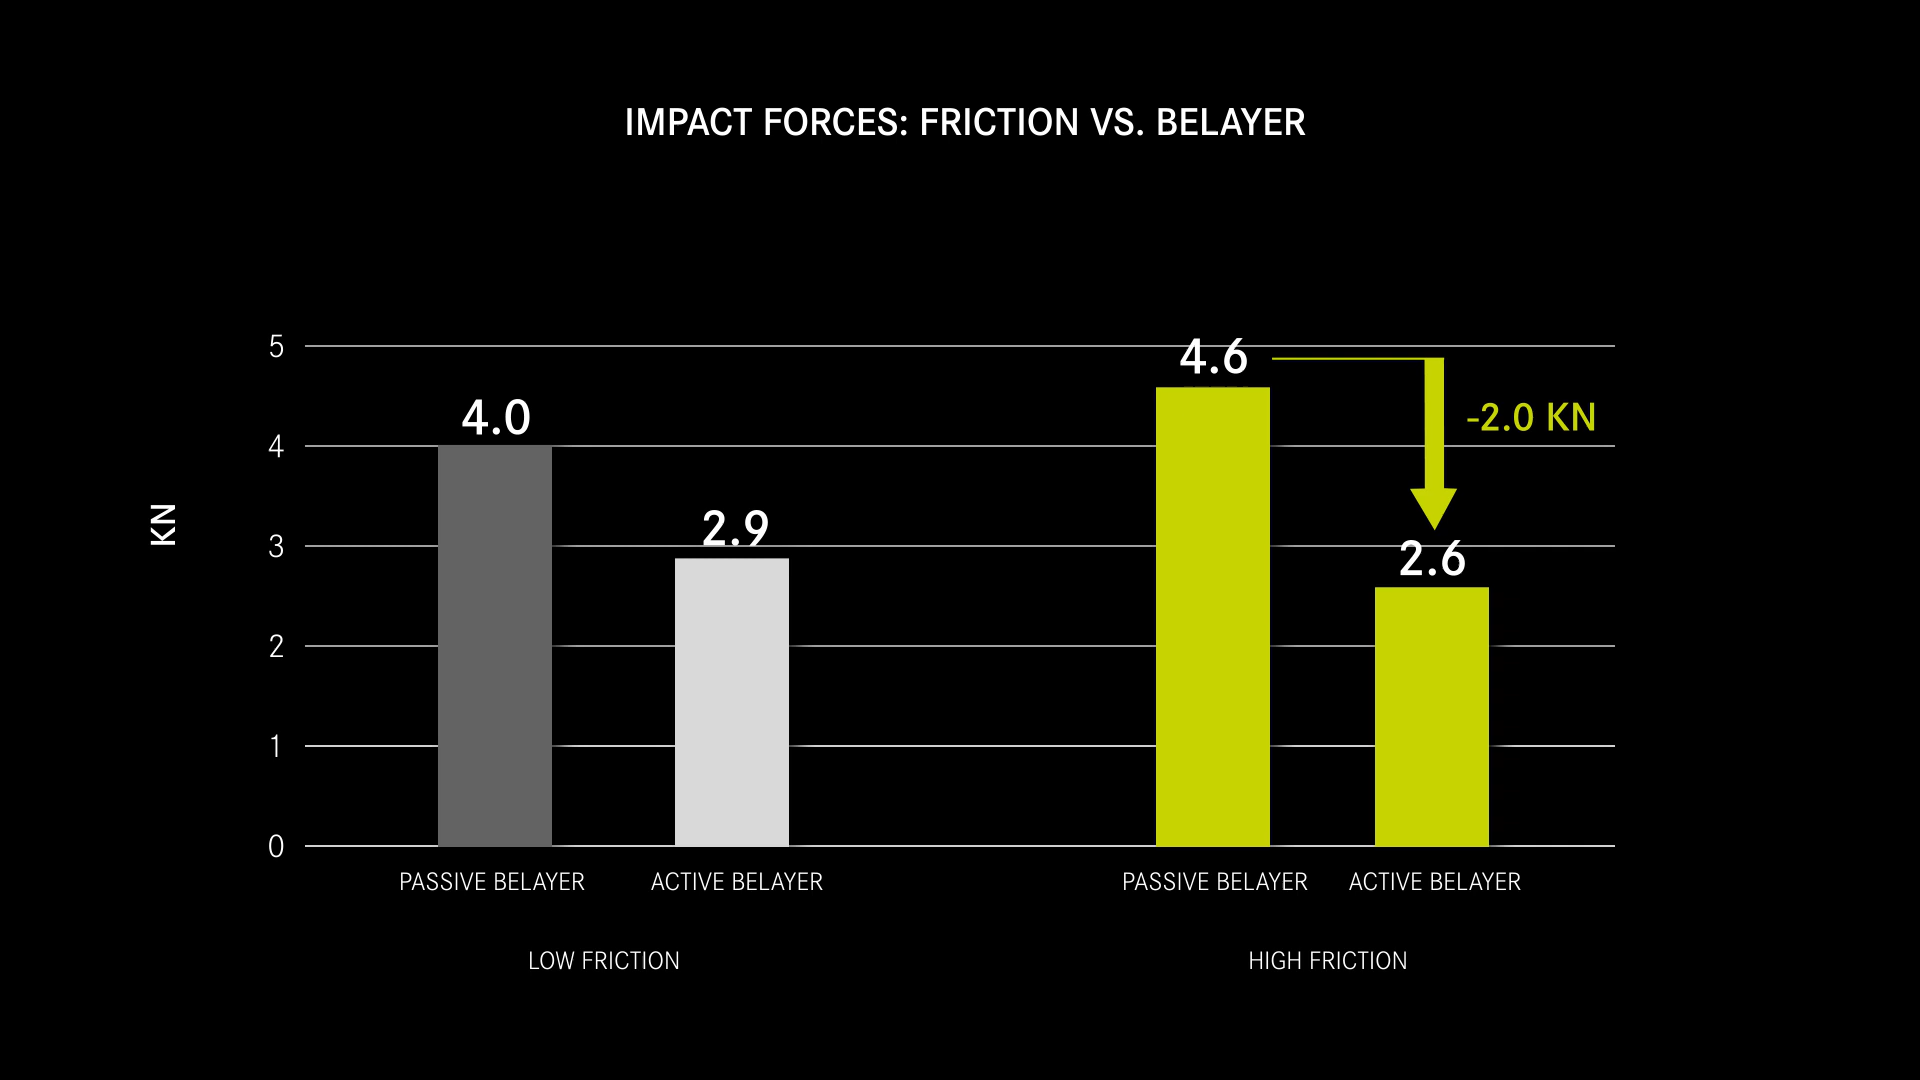 IMPACT FORCES: FRICTION VS. BELAYER
KN
5
4
3
2
1
0
4.0
2.9
4.6
-2.0 KN
2.6
PASSIVE BELAYER
ACTIVE BELAYER
PASSIVE BELAYER
ACTIVE BELAYER
LOW FRICTION
HIGH FRICTION